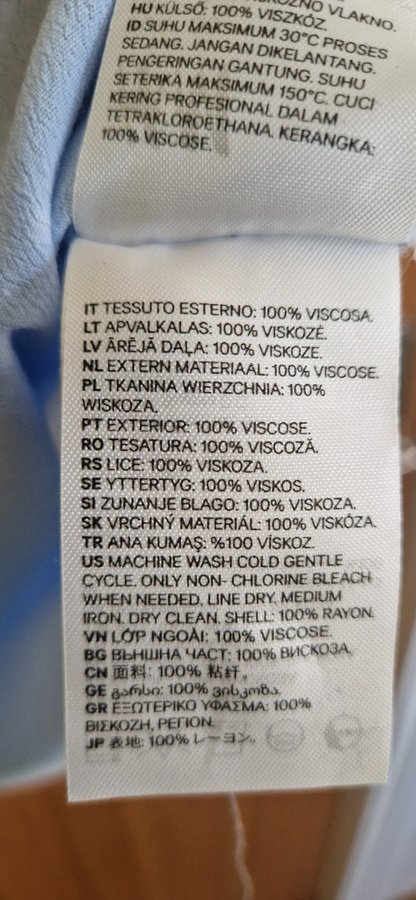 VLAKNO.
HU KÜLSŐ: 100% VISZKÓZ.
ID SUHU MAKSIMUM 30°C PROSES
SEDANG. JANGAN DIKELANTANG.
PENGERINGAN GANTUNG. SUHU
SETERIKA MAKSIMUM 150°C. CUCI
KERING PROFESIONAL DALAM
TETRAKLOROETHANA. KERANGKA:
100% VISCOSE.
IT TESSUTO ESTERNO: 100% VISCOSA.
LT APVALKALAS: 100% VISKOZĖ.
LV ĀRĒJĀ DAĻA: 100% VISKOZE.
NL EXTERN MATERIAAL: 100% VISCOSE.
PL TKANINA WIERZCHNIA: 100%
WISKOZA.
PT EXTERIOR: 100% VISCOSE.
RO TESATURA: 100% VISCOZĂ.
RS LICE: 100% VISKOZA.
SE YTTERTYG: 100% VISKOS.
SI ZUNANJE BLAGO: 100% VISKOZA.
SK VRCHNÝ MATERIÁL: 100% VISKÓZA.
TR ANA KUMAŞ: %100 VİSKOZ.
US MACHINE WASH COLD GENTLE
CYCLE. ONLY NON- CHLORINE BLEACH
WHEN NEEDED. LINE DRY. MEDIUM
IRON. DRY CLEAN. SHELL: 100% RAYON.
VN LỚP NGOÀI: 100% VISCOSE.
BG ВЪНШНА ЧАСТ: 100% ВИСКОЗА.
CN 面料: 100% 粘纤。
GE გარსი: 100% ვისკოზა.
GR ΕΞΩΤΕΡΙΚΟ ΥΦΑΣΜΑ: 100%
ΒΙΣΚΟΖΗ, ΡΕΓΙΟΝ.
JP 表地: 100% レーヨン。